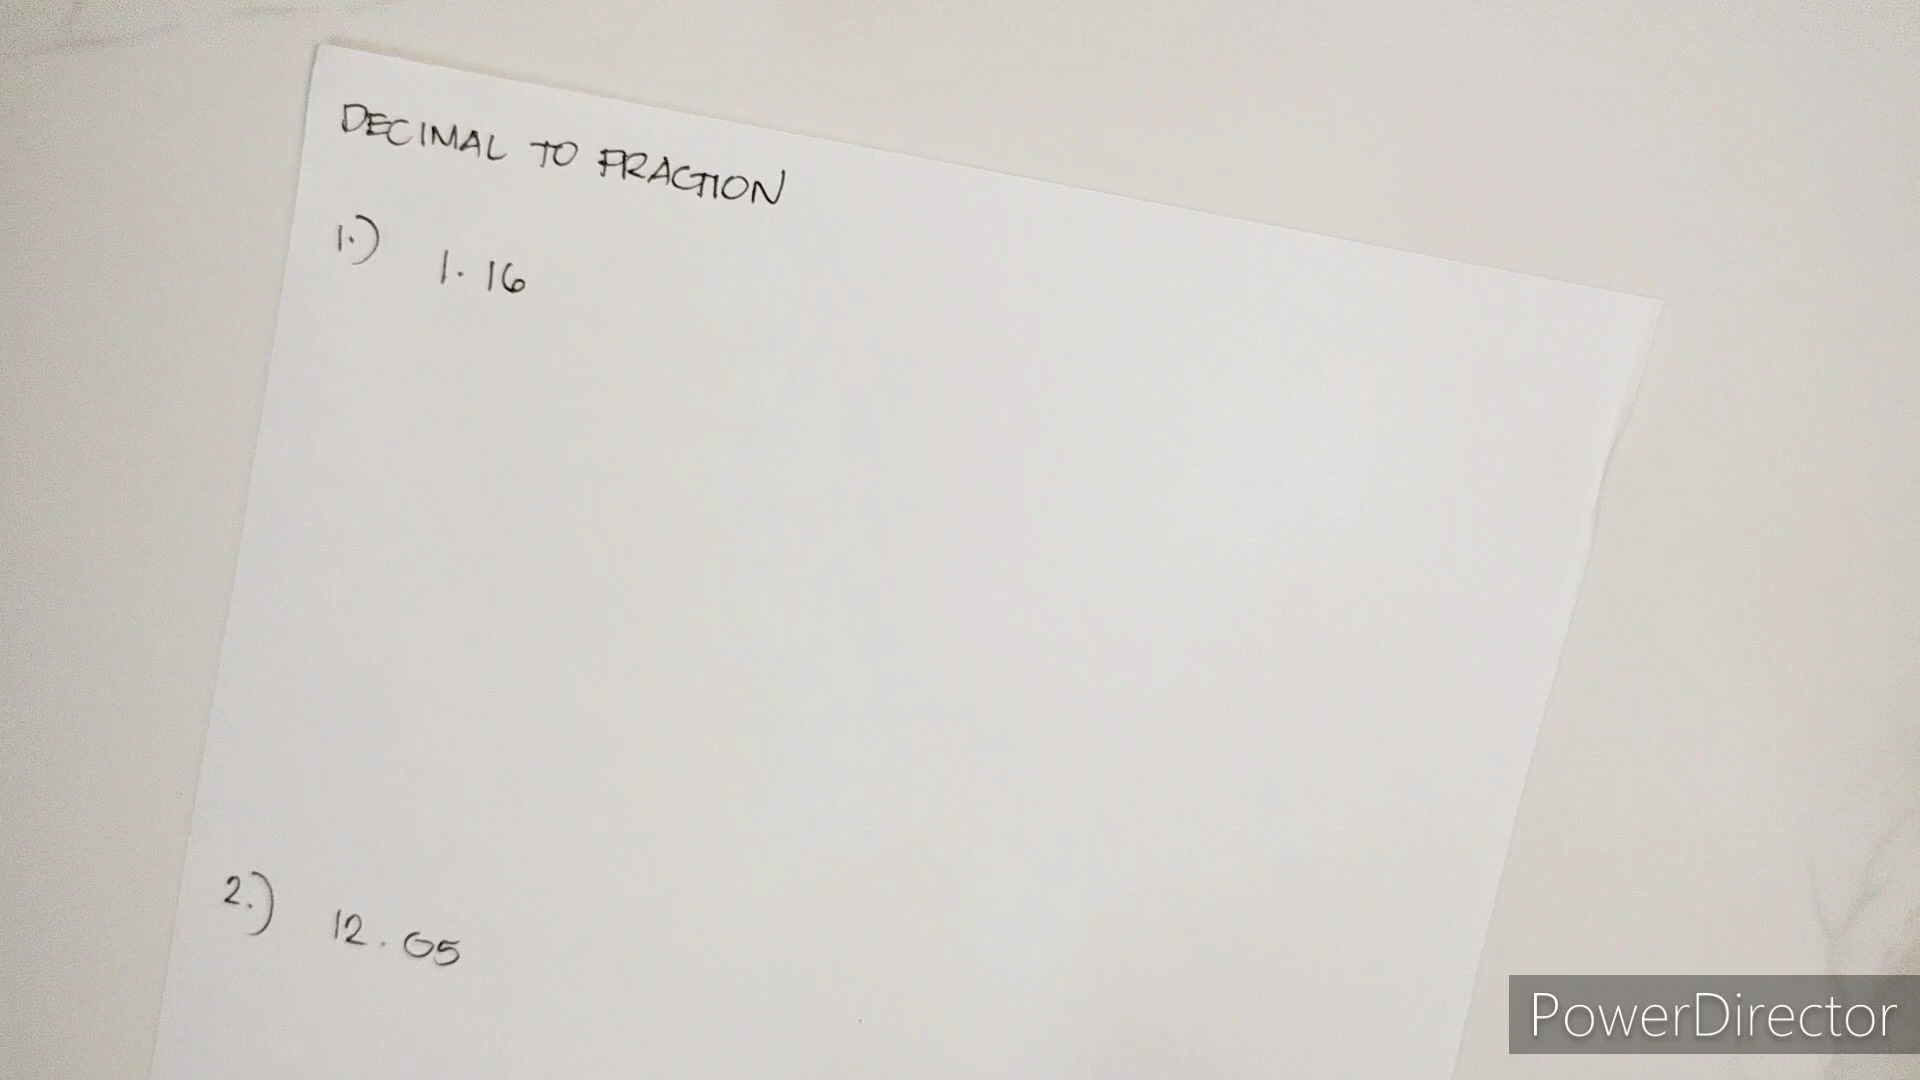 DECIMAL TO FRACTION
1.) 1.16
2.) 12.05
PowerDirector